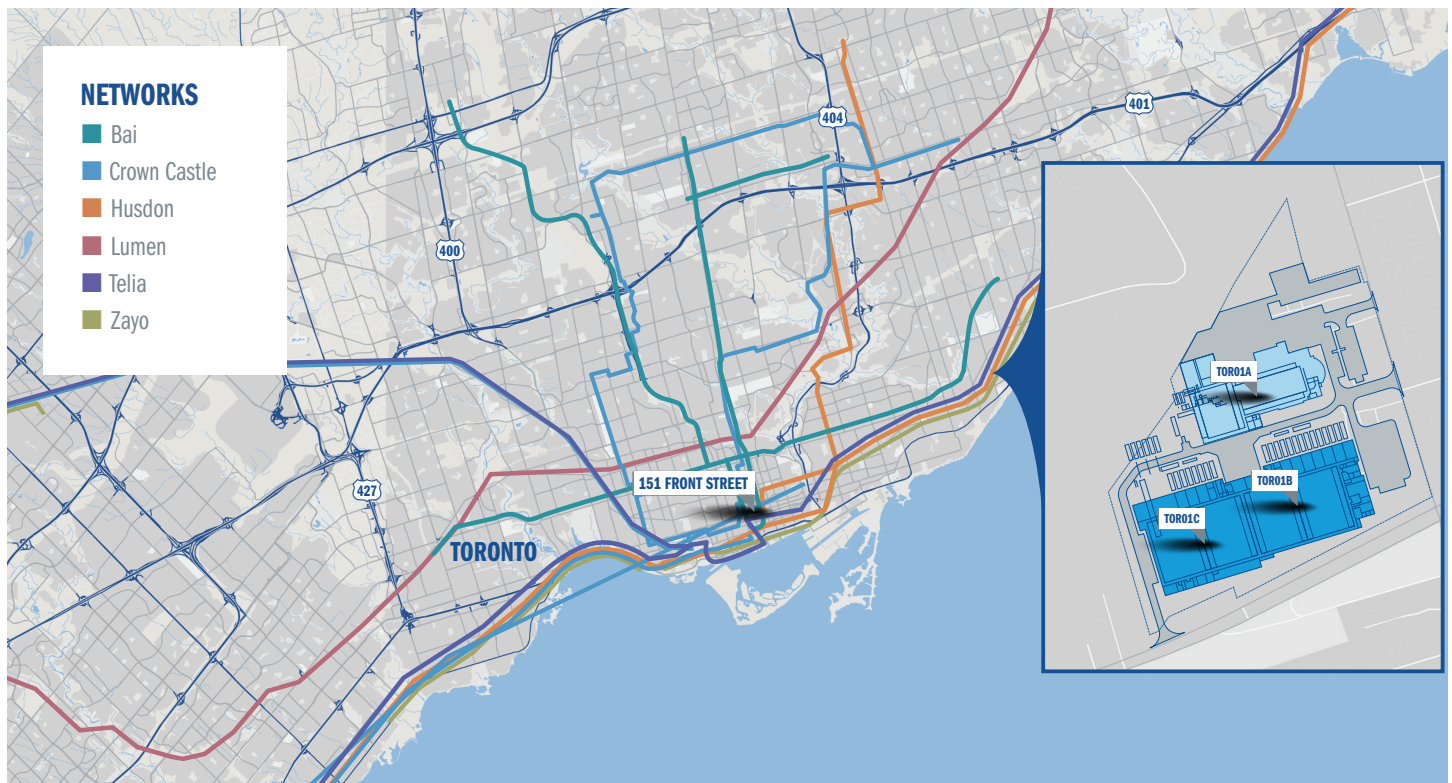 NETWORKS
Bai
Crown Castle
Husdon
Lumen
Telia
Zayo
404
401
400
427
151 FRONT STREET
TORONTO
TOR01A
TOR01B
TOR01C